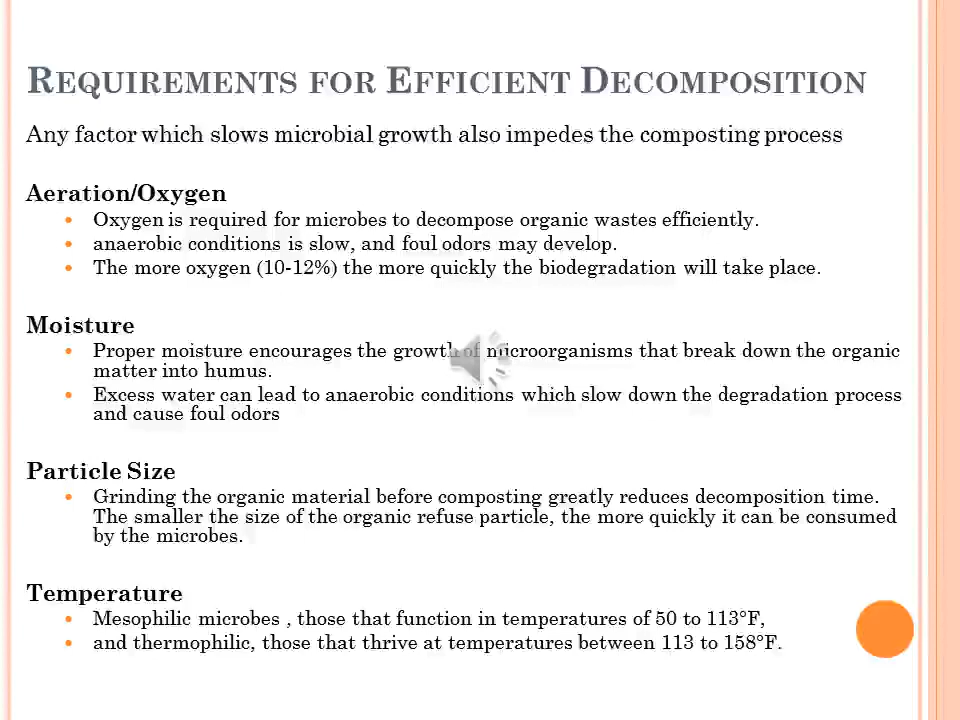 Requirements for Efficient Decomposition
Any factor which slows microbial growth also impedes the composting process
Aeration/Oxygen
Oxygen is required for microbes to decompose organic wastes efficiently.
anaerobic conditions is slow, and foul odors may develop.
The more oxygen (10-12%) the more quickly the biodegradation will take place.
Moisture
Proper moisture encourages the growth of microorganisms that break down the organic
matter into humus.
Excess water can lead to anaerobic conditions which slow down the degradation process
and cause foul odors
Particle Size
Grinding the organic material before composting greatly reduces decomposition time.
The smaller the size of the organic refuse particle, the more quickly it can be consumed
by the microbes.
Temperature
Mesophilic microbes , those that function in temperatures of 50 to 113°F,
and thermophilic, those that thrive at temperatures between 113 to 158°F.